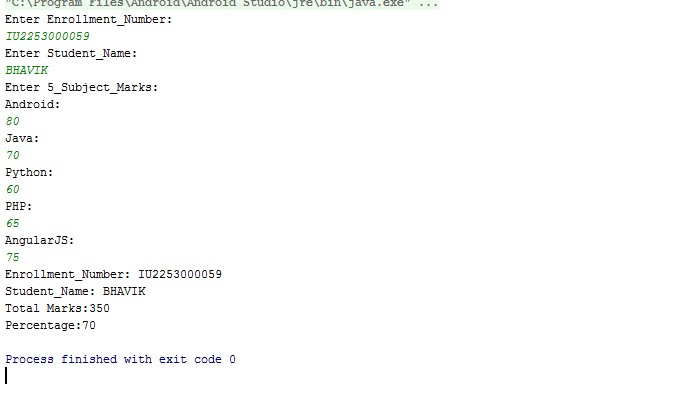 "C:\Program Files\Android\Android Studio\jre\bin\java.exe" ...
Enter Enrollment_Number:
IU2253000059
Enter Student_Name:
BHAVIK
Enter 5_Subject_Marks:
Android:
80
Java:
70
Python:
60
PHP:
65
AngularJS:
75
Enrollment_Number: IU2253000059
Student_Name: BHAVIK
Total Marks:350
Percentage:70
Process finished with exit code 0